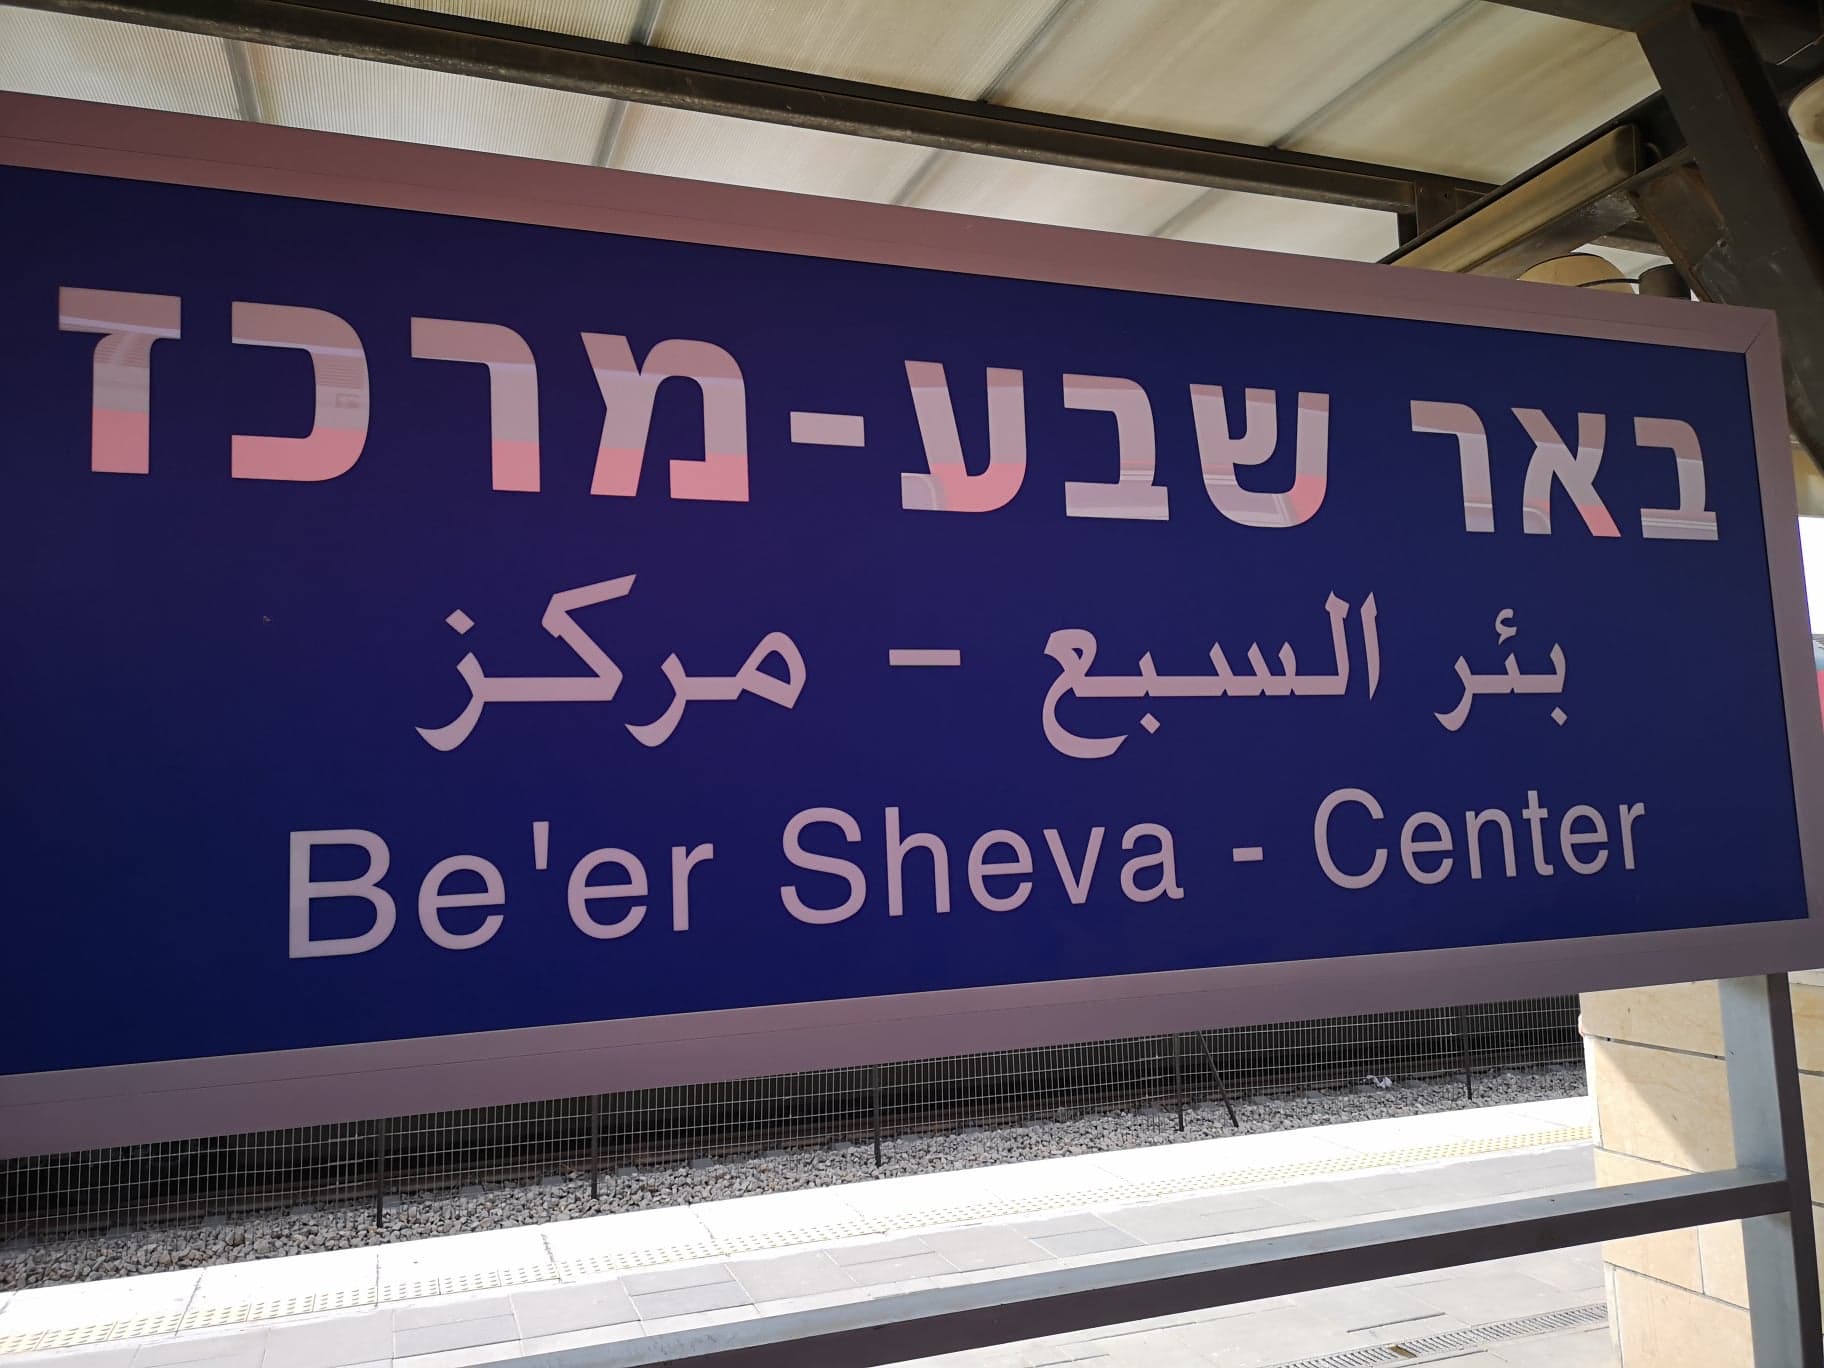 באר שבע-מרכז
بئر السبع - مركز
Be'er Sheva - Center